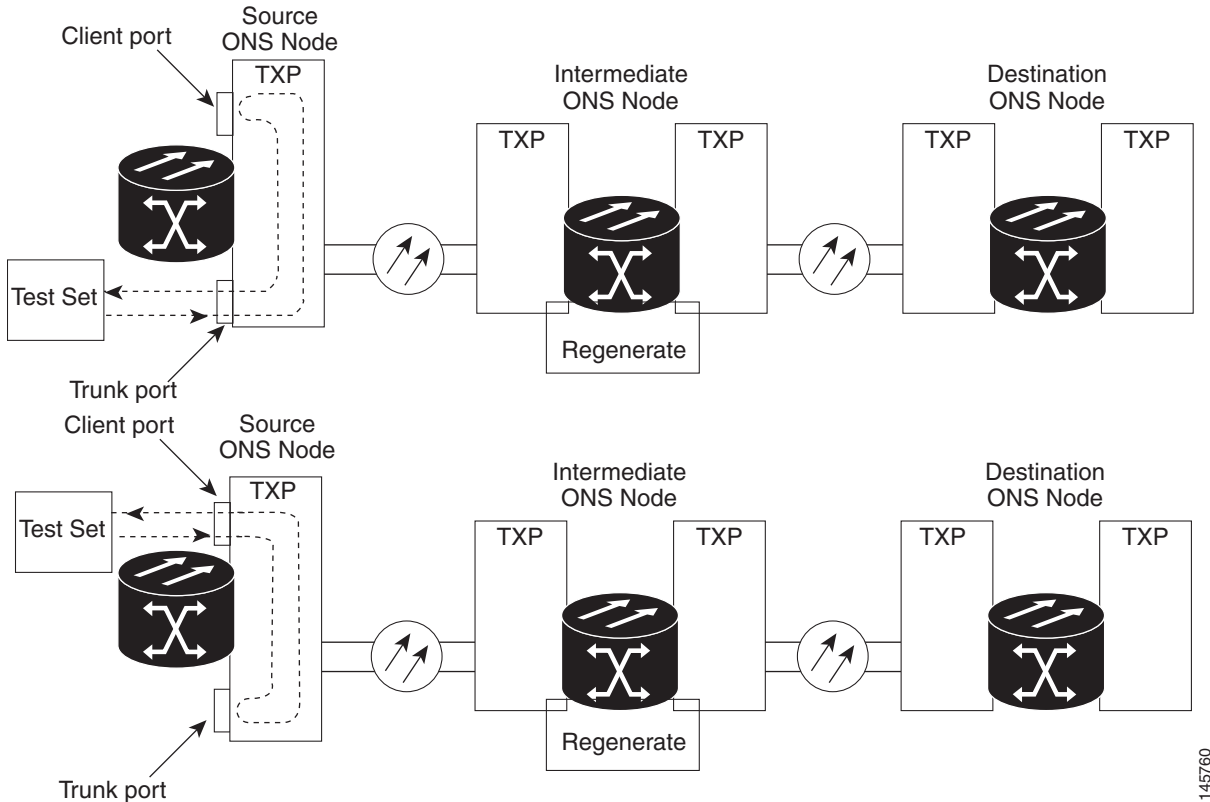 Source
ONS Node
Client port
TXP
Intermediate
ONS Node
Destination
ONS Node
TXP
TXP
TXP
TXP
Test Set
Regenerate
Trunk port
Client port
Source
ONS Node
TXP
Intermediate
ONS Node
Destination
ONS Node
Test Set
TXP
TXP
TXP
TXP
Regenerate
Trunk port
145760